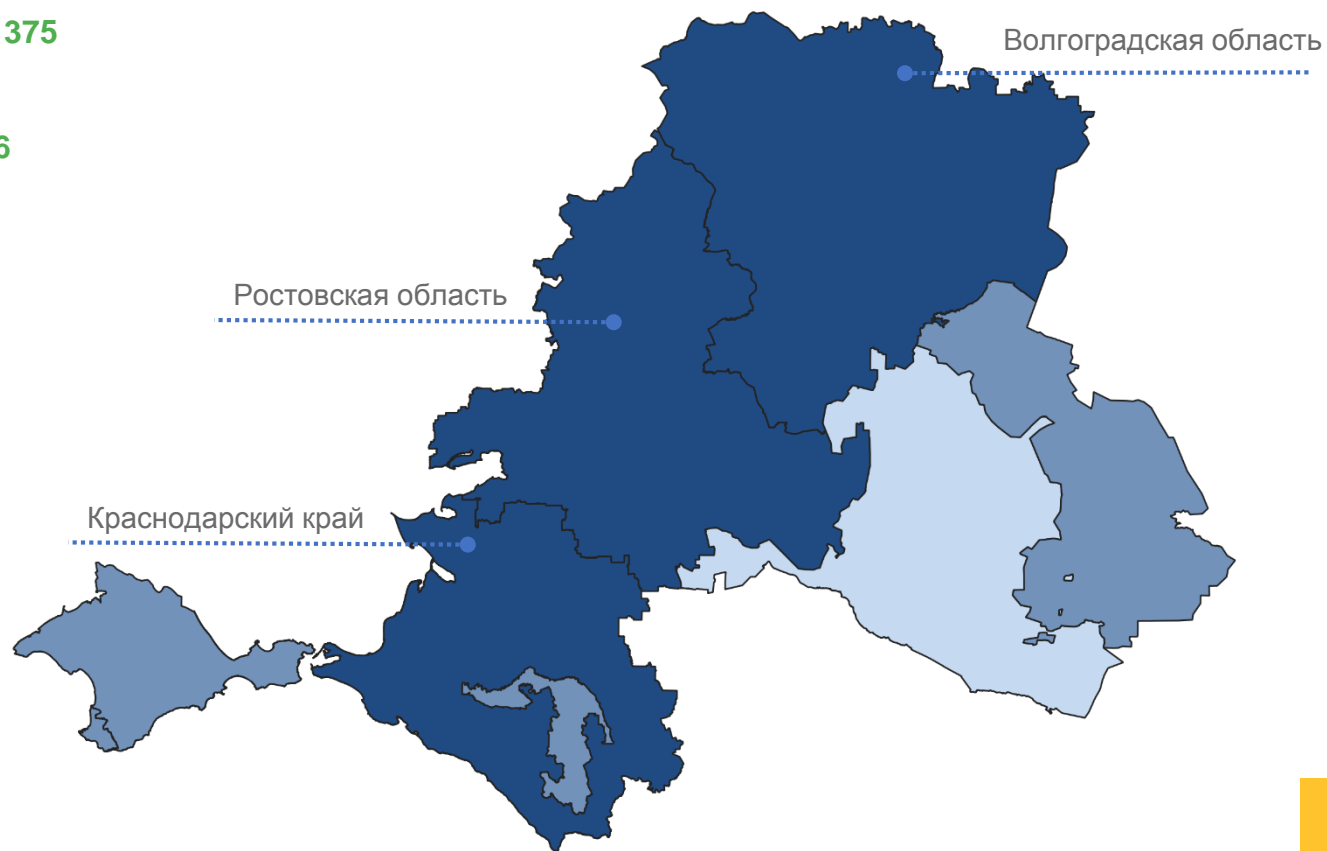 375
Волгоградская область
6
Ростовская область
Краснодарский край